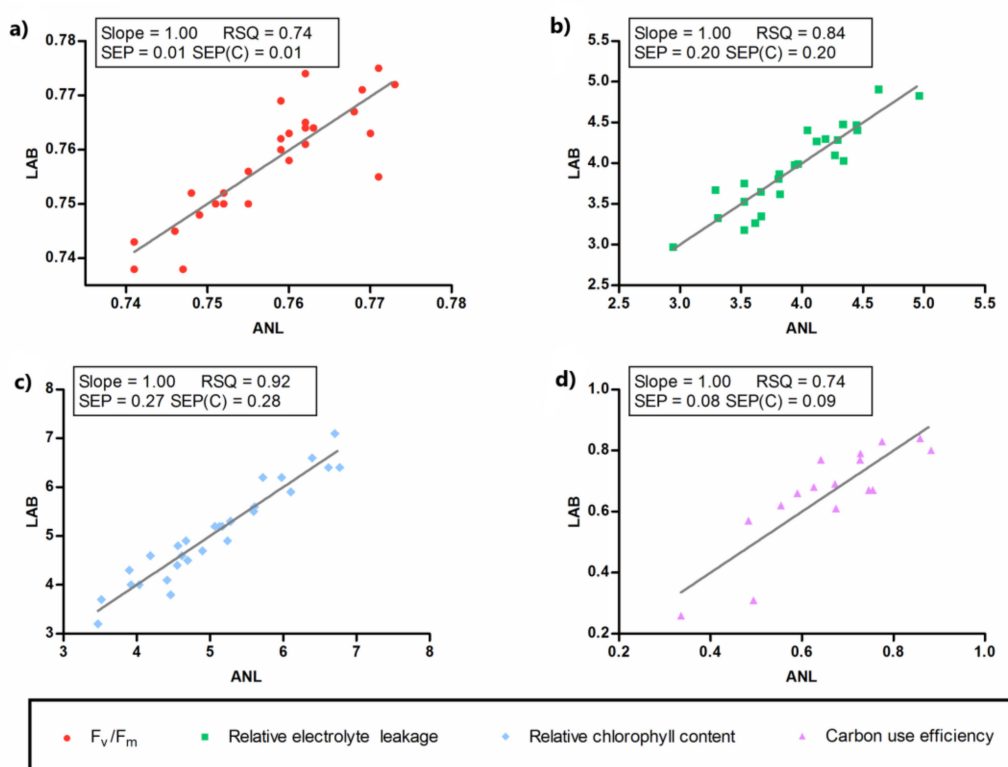 a)
Slope = 1.00 RSQ = 0.74
SEP = 0.01 SEP(C) = 0.01
0.78
0.77
0.76
0.75
0.74
LAB
0.74 0.75 0.76 0.77 0.78
ANL
b)
Slope = 1.00 RSQ = 0.84
SEP = 0.20 SEP(C) = 0.20
5.5
5.0
4.5
4.0
3.5
3.0
2.5
LAB
2.5 3.0 3.5 4.0 4.5 5.0 5.5
ANL
c)
Slope = 1.00 RSQ = 0.92
SEP = 0.27 SEP(C) = 0.28
8
7
6
5
4
3
LAB
3 4 5 6 7 8
ANL
d)
Slope = 1.00 RSQ = 0.74
SEP = 0.08 SEP(C) = 0.09
1.0
0.8
0.6
0.4
0.2
LAB
0.2 0.4 0.6 0.8 1.0
ANL
Fv/Fm Relative electrolyte leakage Relative chlorophyll content Carbon use efficiency